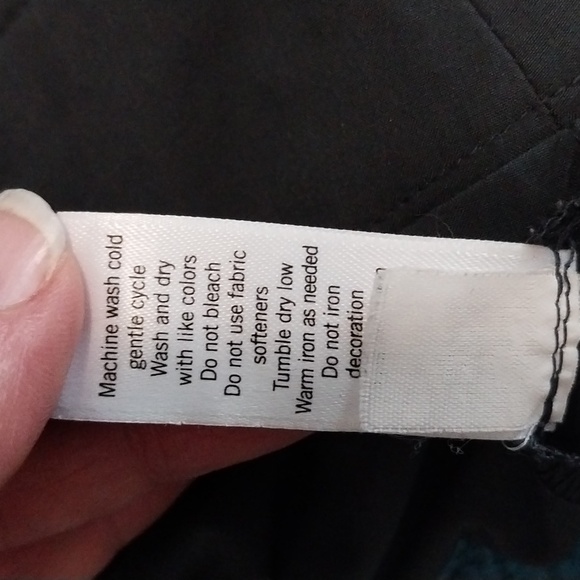 Machine wash cold
gentle cycle
Wash and dry
with like colors
Do not bleach
Do not use fabric
softeners
Tumble dry low
Warm iron as needed
Do not iron
decoration